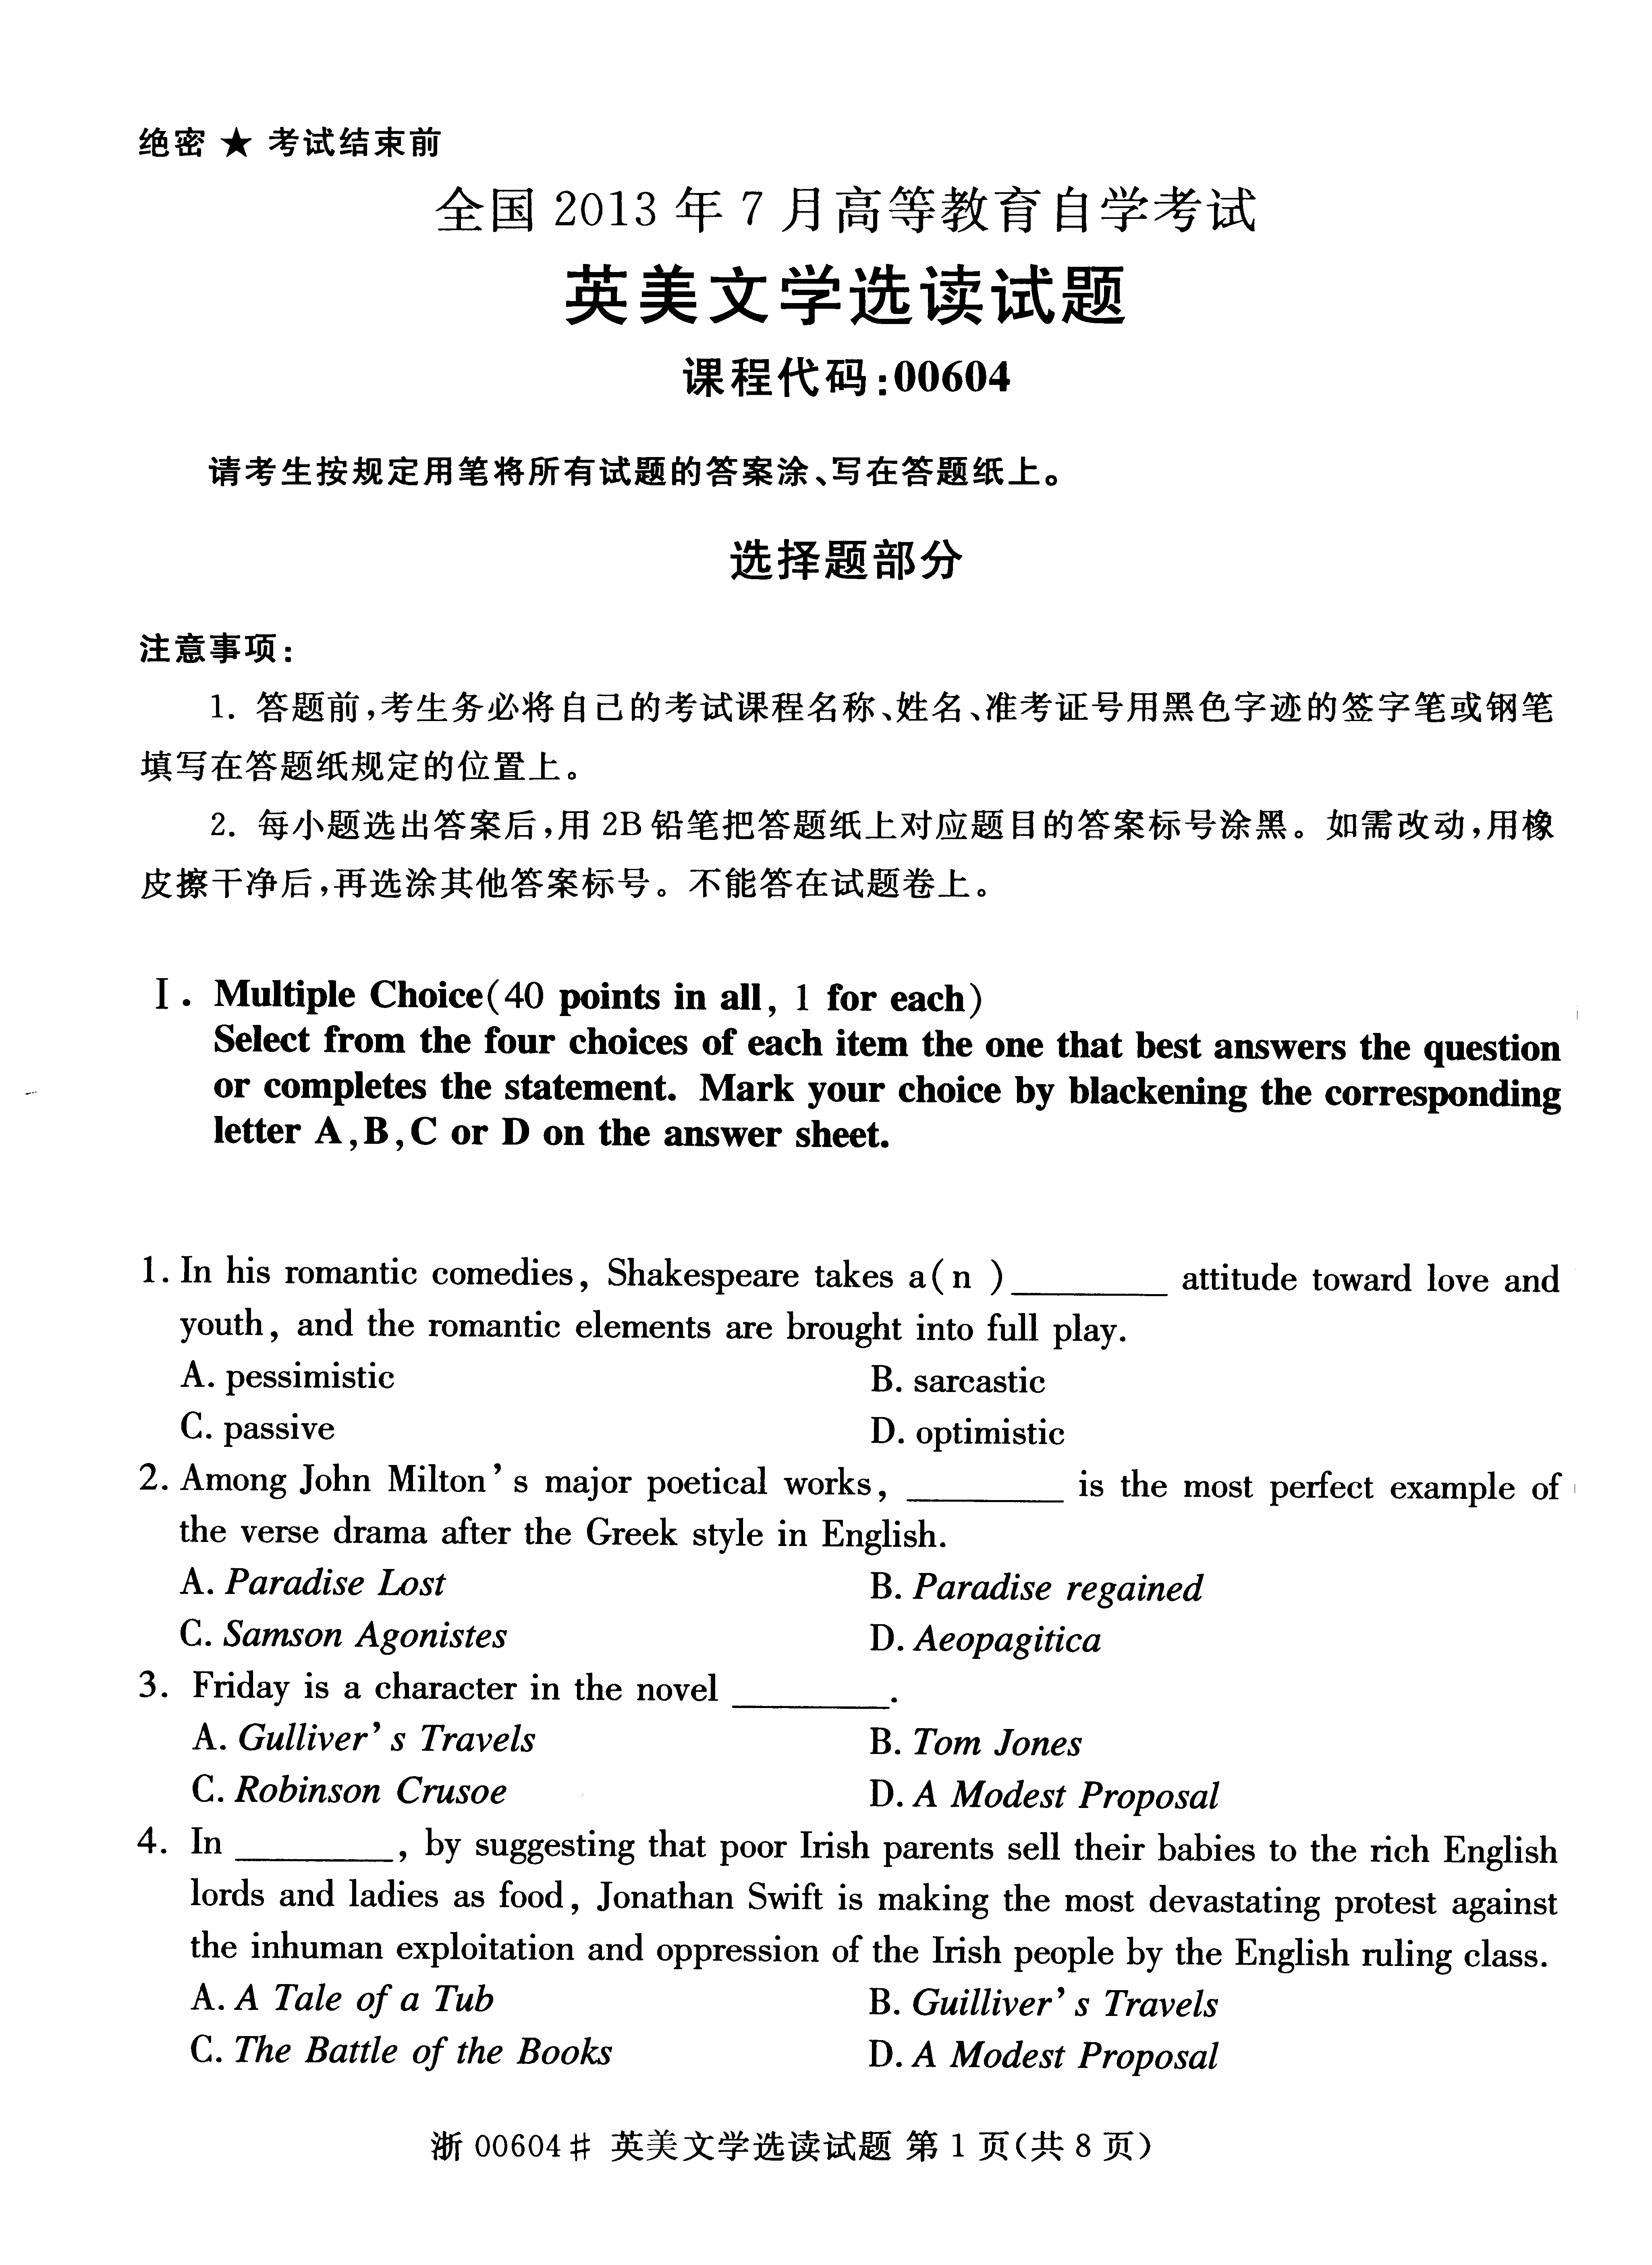 绝密 ★ 考试结束前
全国 2013 年 7 月高等教育自学考试
英美文学选读试题
课程代码:00604
请考生按规定用笔将所有试题的答案涂、写在答题纸上。
选择题部分
注意事项:
1. 答题前,考生务必将自己的考试课程名称、姓名、准考证号用黑色字迹的签字笔或钢笔
填写在答题纸规定的位置上。
2. 每小题选出答案后,用 2B 铅笔把答题纸上对应题目的答案标号涂黑。如需改动,用橡
皮擦干净后,再选涂其他答案标号。不能答在试题卷上。
Ⅰ. Multiple Choice(40 points in all, 1 for each)
Select from the four choices of each item the one that best answers the question
or completes the statement. Mark your choice by blackening the corresponding
letter A,B,C or D on the answer sheet.
1. In his romantic comedies, Shakespeare takes a(n )________ attitude toward love and
youth, and the romantic elements are brought into full play.
A. pessimistic B. sarcastic
C. passive D. optimistic
2. Among John Milton's major poetical works, ________ is the most perfect example of
the verse drama after the Greek style in English.
A. Paradise Lost B. Paradise regained
C. Samson Agonistes D. Aeopagitica
3. Friday is a character in the novel ________.
A. Gulliver's Travels B. Tom Jones
C. Robinson Crusoe D. A Modest Proposal
4. In ________, by suggesting that poor Irish parents sell their babies to the rich English
lords and ladies as food, Jonathan Swift is making the most devastating protest against
the inhuman exploitation and oppression of the Irish people by the English ruling class.
A. A Tale of a Tub B. Guilliver's Travels
C. The Battle of the Books D. A Modest Proposal
浙 00604# 英美文学选读试题 第 1 页(共 8 页)